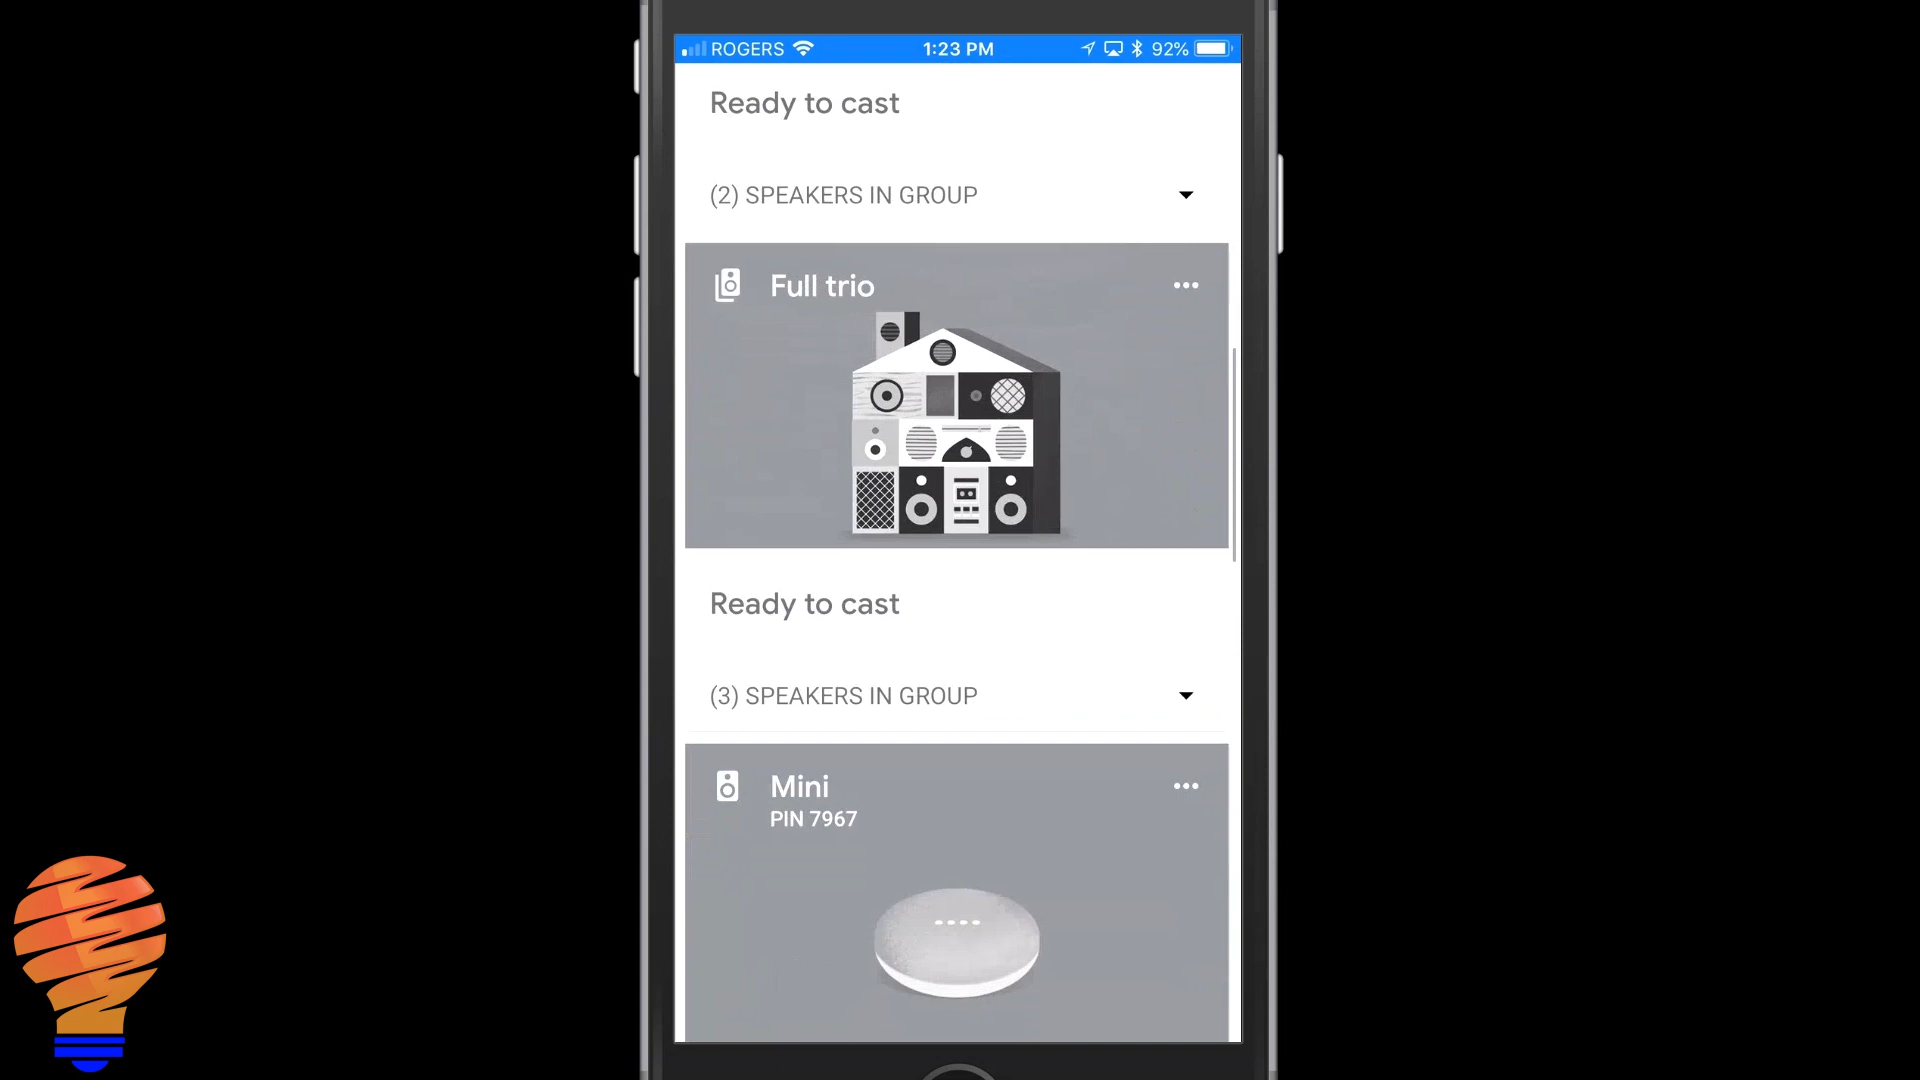 ROGERS 1:23 PM 92%
Ready to cast
(2) SPEAKERS IN GROUP
Full trio
Ready to cast
(3) SPEAKERS IN GROUP
Mini
PIN 7967